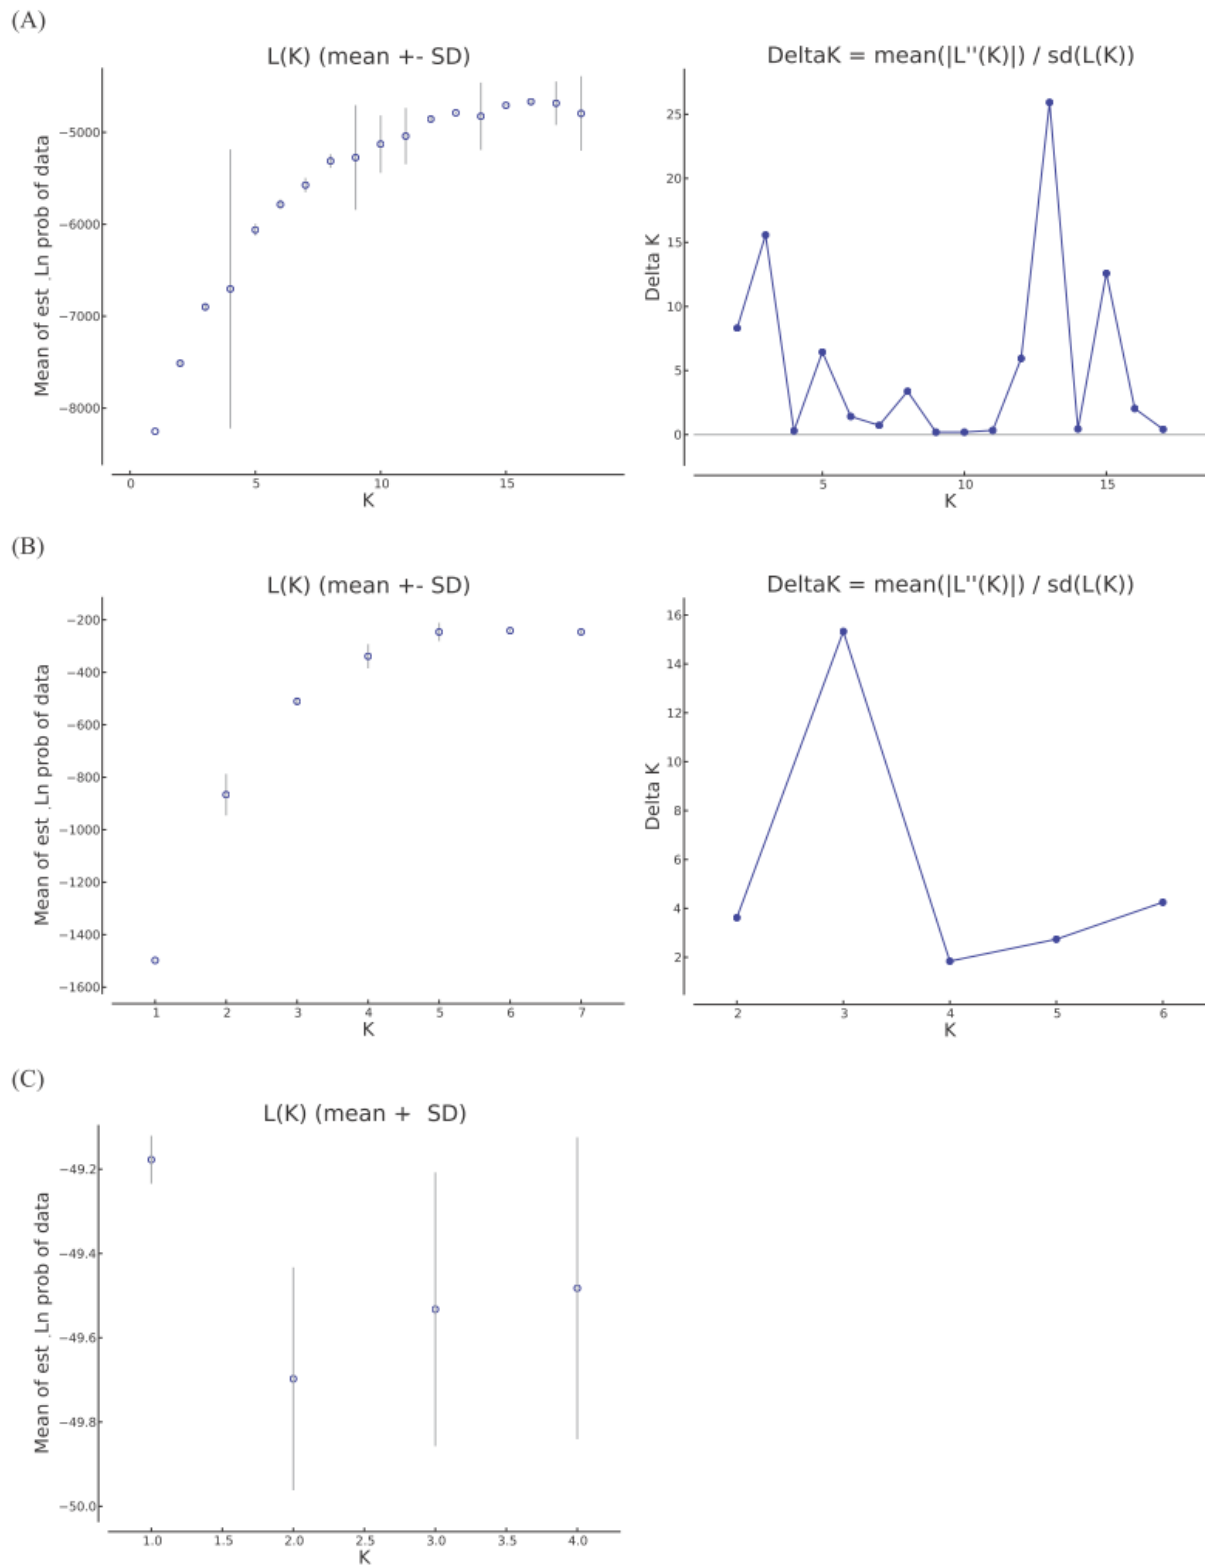 (A)
L(K) (mean +- SD)
Mean of est .Ln prob of data
−5000
−6000
−7000
−8000
0 5 10 15
K
DeltaK = mean(|L''(K)|) / sd(L(K))
Delta K
25
20
15
10
5
0
5 10 15
K
(B)
L(K) (mean +- SD)
Mean of est .Ln prob of data
−200
−400
−600
−800
−1000
−1200
−1400
−1600
1 2 3 4 5 6 7
K
DeltaK = mean(|L''(K)|) / sd(L(K))
Delta K
16
14
12
10
8
6
4
2
2 3 4 5 6
K
(C)
L(K) (mean + SD)
Mean of est .Ln prob of data
−49.2
−49.4
−49.6
−49.8
−50.0
1.0 1.5 2.0 2.5 3.0 3.5 4.0
K